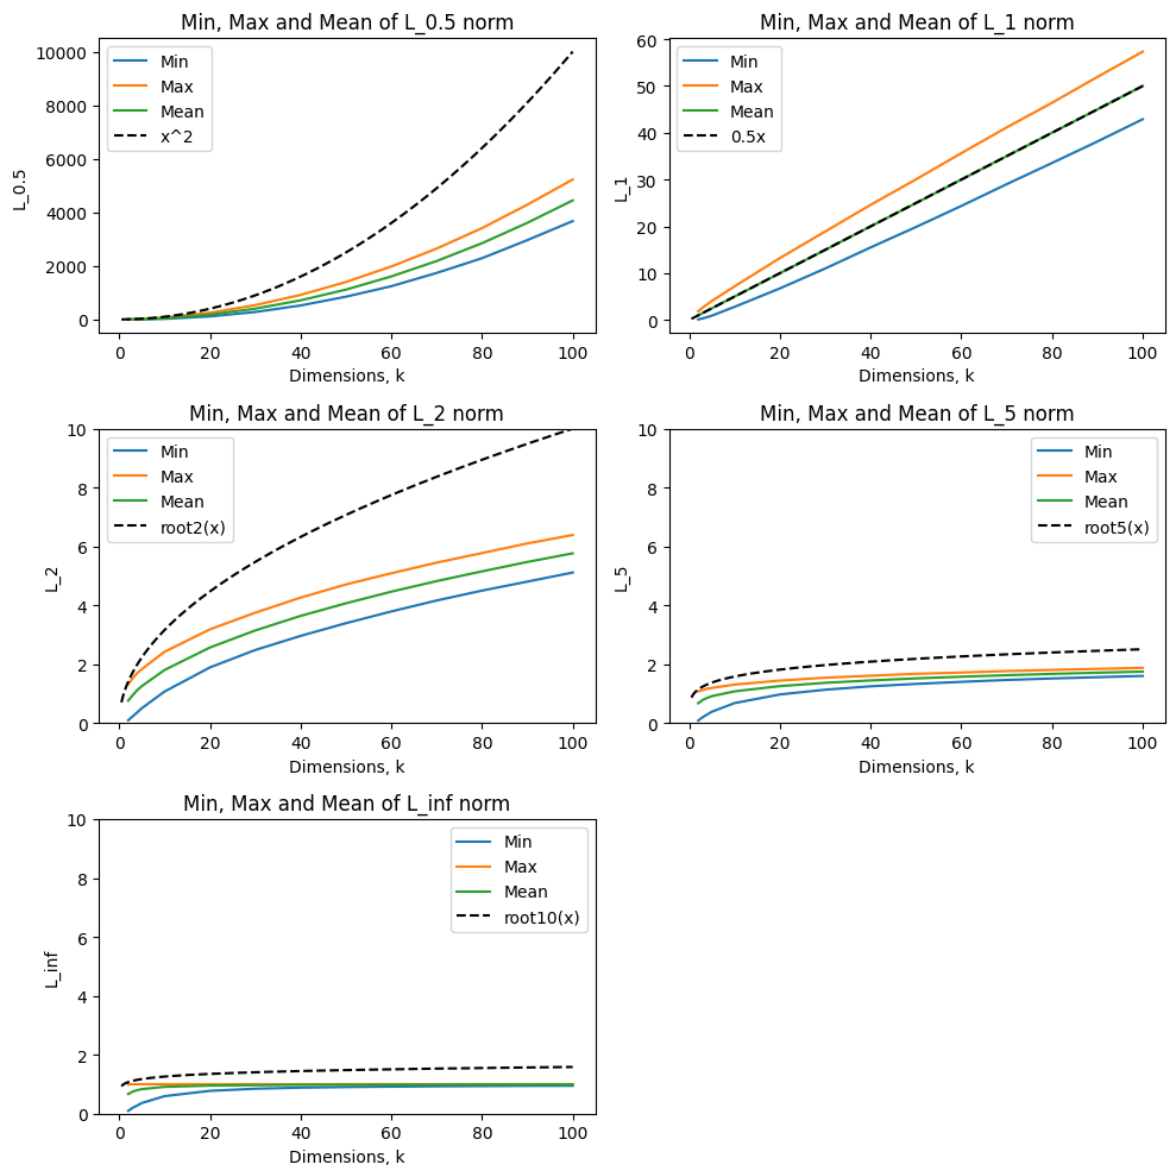 Min, Max and Mean of L_0.5 norm
10000
8000
6000
4000
2000
0
L_0.5
Min
Max
Mean
x^2
0 20 40 60 80 100
Dimensions, k
Min, Max and Mean of L_1 norm
60
50
40
30
20
10
0
L_1
Min
Max
Mean
0.5x
0 20 40 60 80 100
Dimensions, k
Min, Max and Mean of L_2 norm
10
8
6
4
2
0
L_2
Min
Max
Mean
root2(x)
0 20 40 60 80 100
Dimensions, k
Min, Max and Mean of L_5 norm
10
8
6
4
2
0
L_5
Min
Max
Mean
root5(x)
0 20 40 60 80 100
Dimensions, k
Min, Max and Mean of L_inf norm
10
8
6
4
2
0
L_inf
Min
Max
Mean
root10(x)
0 20 40 60 80 100
Dimensions, k